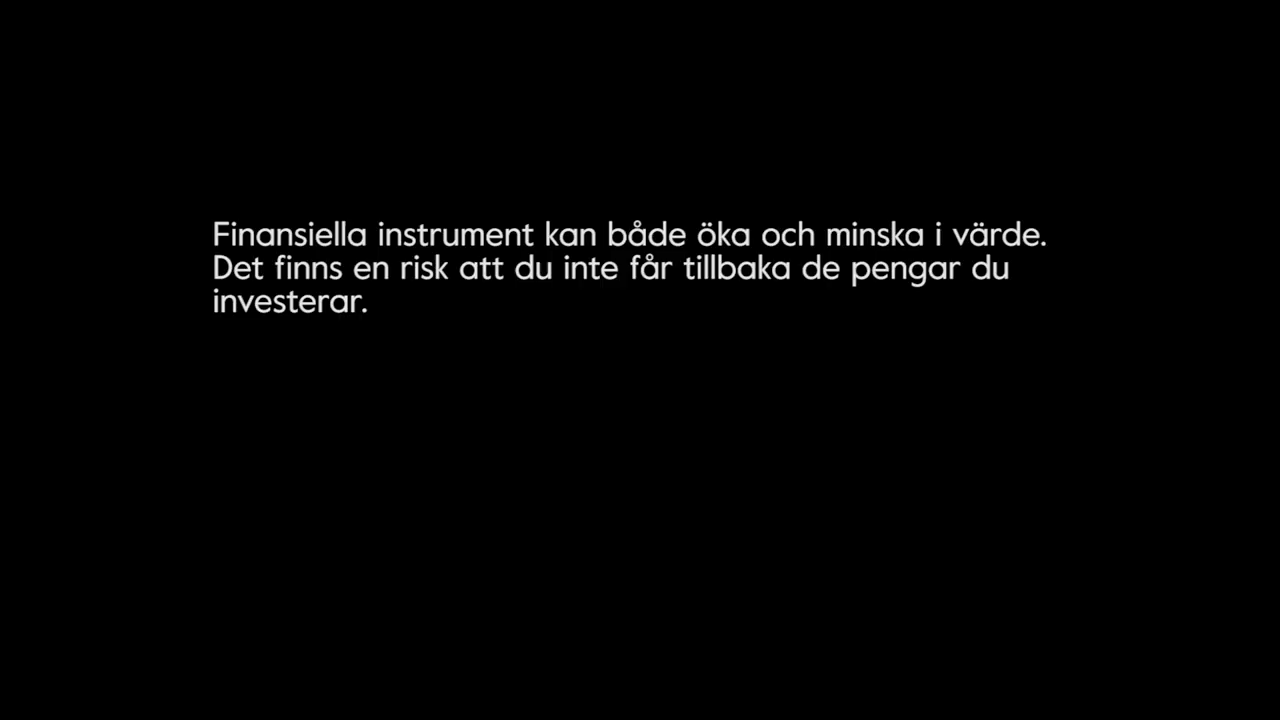 Finansiella instrument kan både öka och minska i värde.
Det finns en risk att du inte får tillbaka de pengar du
investerar.